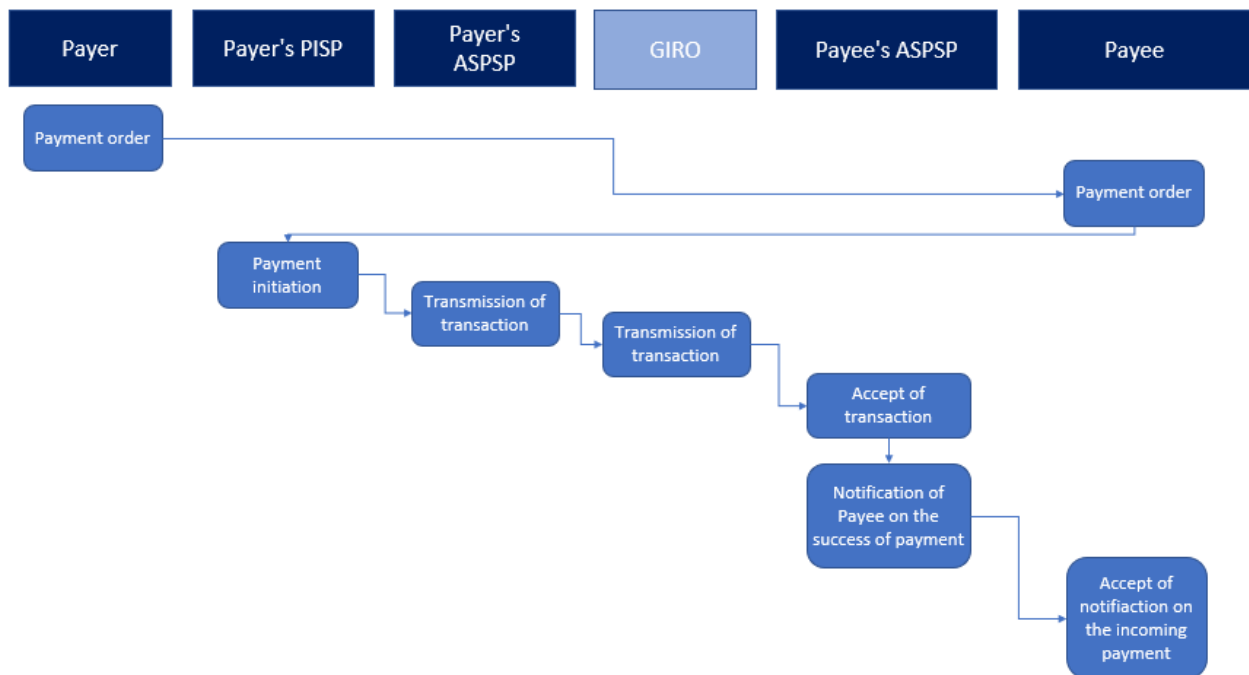 Payer
Payer's PISP
Payer's
ASPSP
GIRO
Payee's ASPSP
Payee
Payment order
Payment order
Payment
initiation
Transmission of
transaction
Transmission of
transaction
Accept of
transaction
Notification of
Payee on the
success of payment
Accept of
notifiaction on
the incoming
payment